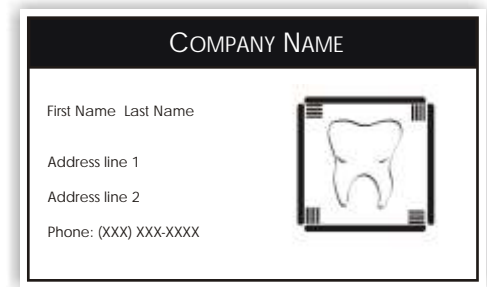 COMPANY NAME
First Name Last Name
Address line 1
Address line 2
Phone: (XXX) XXX-XXXX